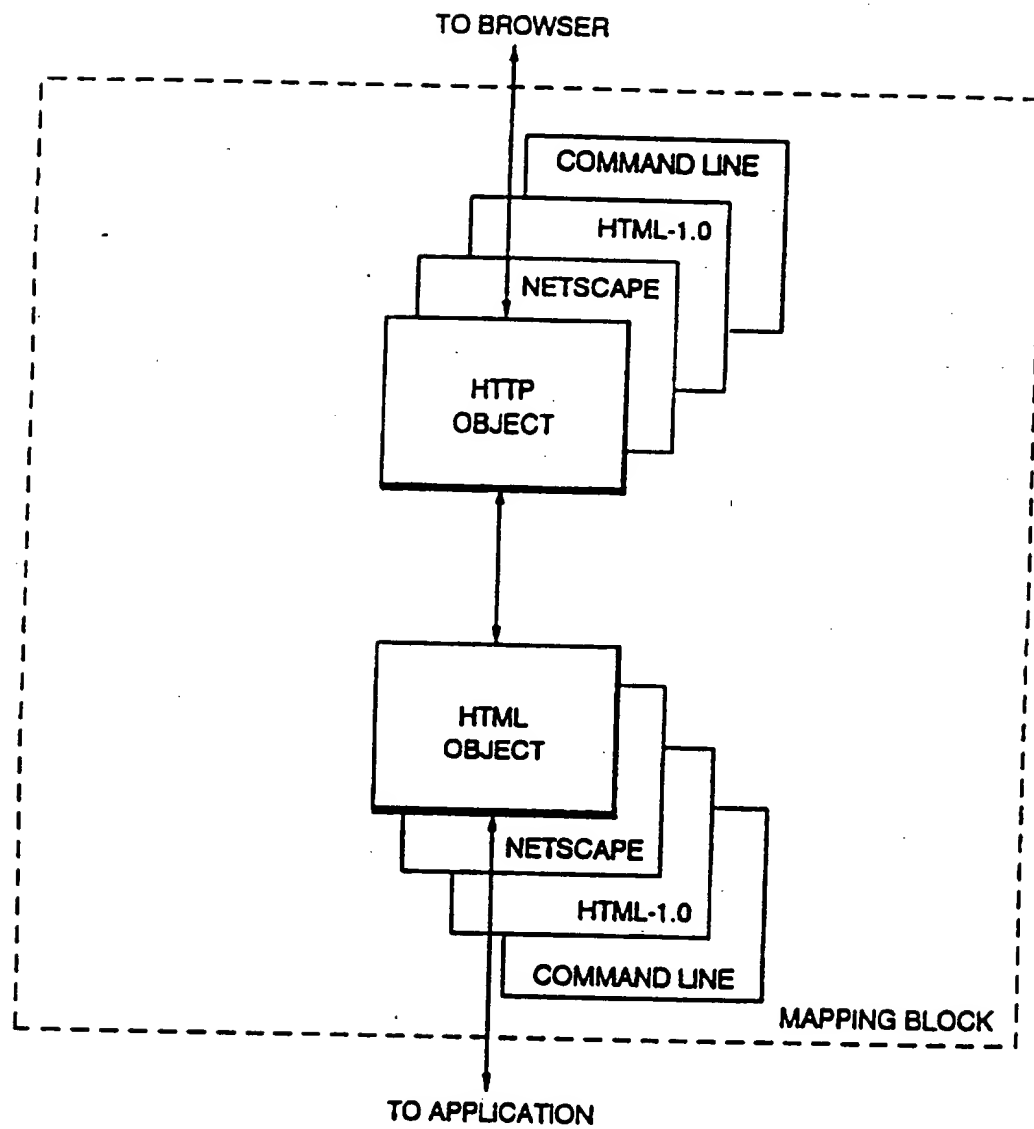 TO BROWSER
COMMAND LINE
HTML-1.0
NETSCAPE
HTTP
OBJECT
HTML
OBJECT
NETSCAPE
HTML-1.0
COMMAND LINE
MAPPING BLOCK
TO APPLICATION